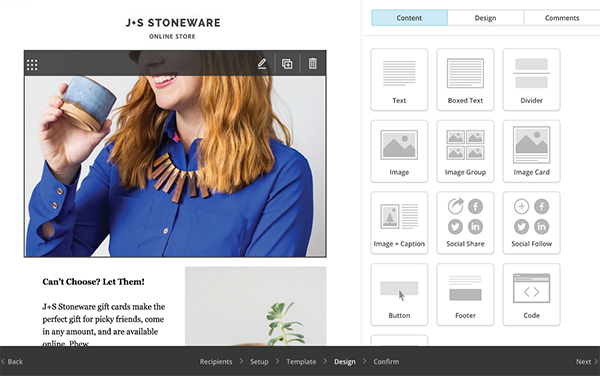 J+S STONEWARE
ONLINE STORE
Can't Choose? Let Them!
J+S Stoneware gift cards make the
perfect gift for picky friends, come
in any amount, and are available
online. Phew.
Content
Design
Comments
Text
Boxed Text
Divider
Image
Image Group
Image Card
Image + Caption
Social Share
Social Follow
Button
Footer
Code
< Back
Recipients > Setup > Template > Design > Confirm
Next >